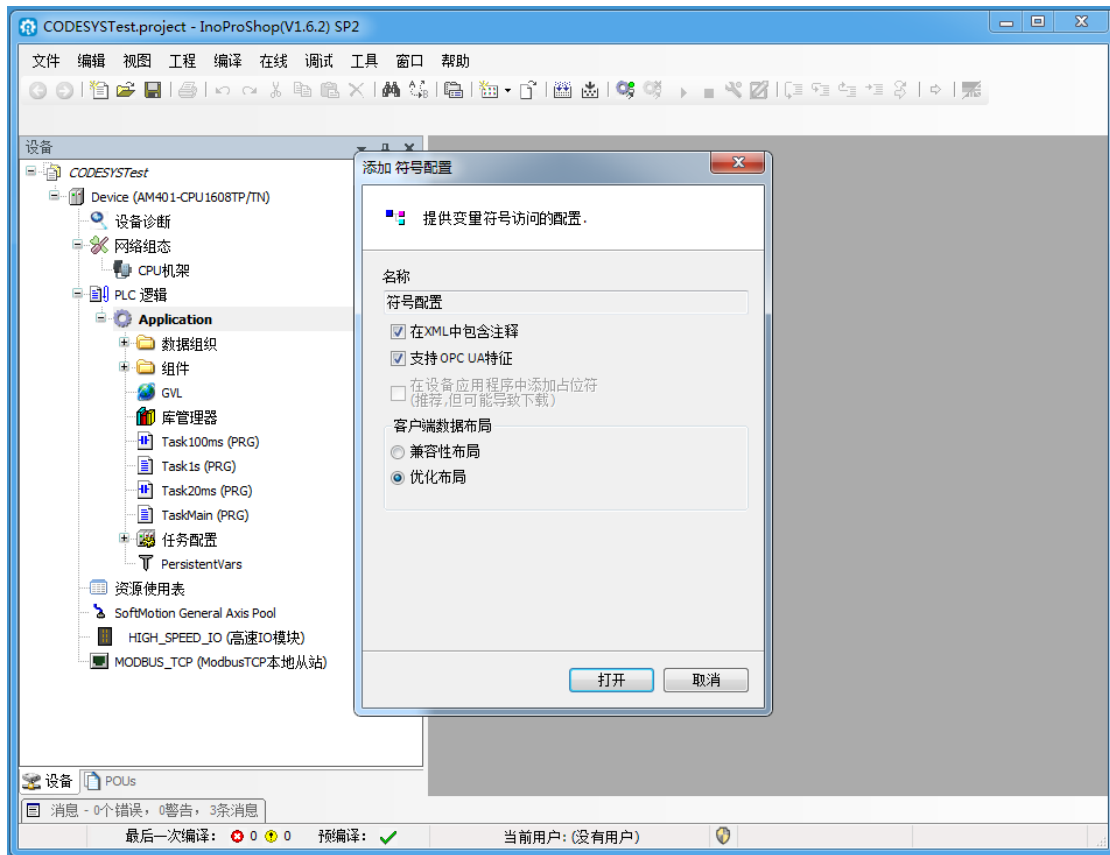 CODESYSTest.project - InoProShop(V1.6.2) SP2
文件 编辑 视图 工程 编译 在线 调试 工具 窗口 帮助
设备
CODESYSTest
Device (AM401-CPU1608TP/TN)
设备诊断
网络组态
CPU机架
PLC 逻辑
Application
数据组织
组件
GVL
库管理器
Task100ms (PRG)
Task1s (PRG)
Task20ms (PRG)
TaskMain (PRG)
任务配置
PersistentVars
资源使用表
SoftMotion General Axis Pool
HIGH_SPEED_IO (高速IO模块)
MODBUS_TCP (ModbusTCP本地从站)
添加 符号配置
提供变量符号访问的配置.
名称
符号配置
在XML中包含注释
支持 OPC UA特征
在设备应用程序中添加占位符
(推荐,但可能导致下载)
客户端数据布局
兼容性布局
优化布局
打开 取消
设备 POUs
消息 - 0个错误，0警告，3条消息
最后一次编译： 0 0 预编译： 当前用户: (没有用户)